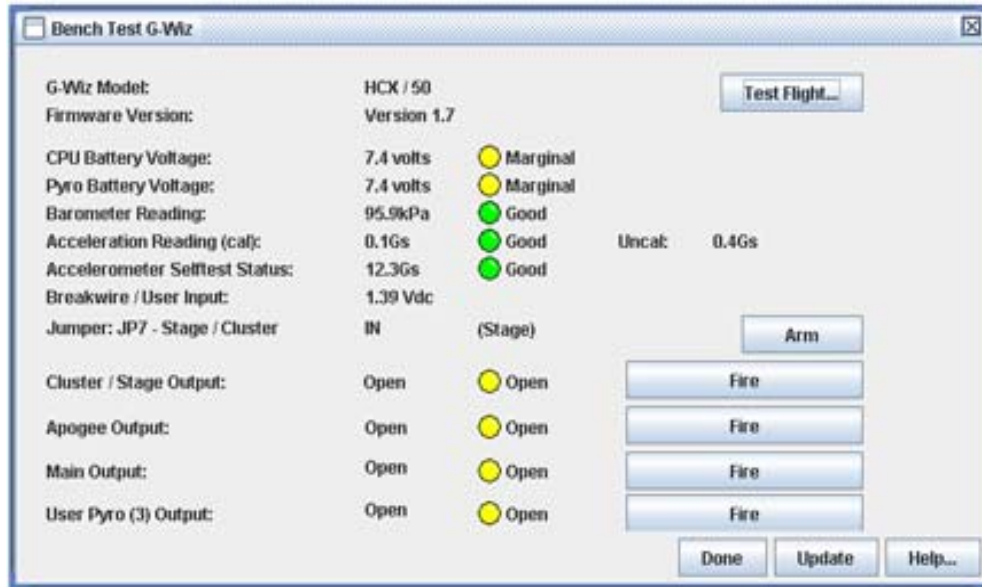 Bench Test G-Wiz
G-Wiz Model: HCX / 50 Test Flight...
Firmware Version: Version 1.7
CPU Battery Voltage: 7.4 volts Marginal
Pyro Battery Voltage: 7.4 volts Marginal
Barometer Reading: 95.9kPa Good
Acceleration Reading (cal): 0.1Gs Good Uncal: 0.4Gs
Accelerometer Selftest Status: 12.3Gs Good
Breakwire / User Input: 1.39 Vdc
Jumper: JP7 - Stage / Cluster IN (Stage) Arm
Cluster / Stage Output: Open Open Fire
Apogee Output: Open Open Fire
Main Output: Open Open Fire
User Pyro (3) Output: Open Open Fire
Done Update Help...